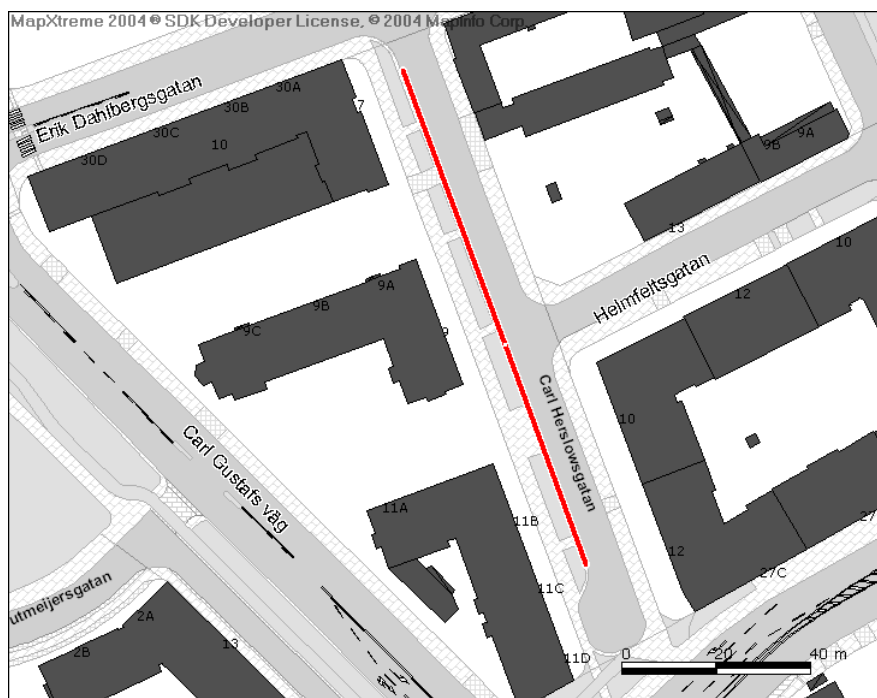 MapXtreme 2004 ® SDK Developer License, © 2004 MapInfo Corp.
Erik Dahlbergsgatan
30A
30B
30C
30D
10
7
9A
9B
13
10
12
Helmfeltsgatan
9A
9B
9C
9
10
12
Carl Herslowsgatan
Carl Gustafs väg
11A
11B
11C
11D
27
27C
utmeijersgatan
2A
2B
13
0 20 40 m